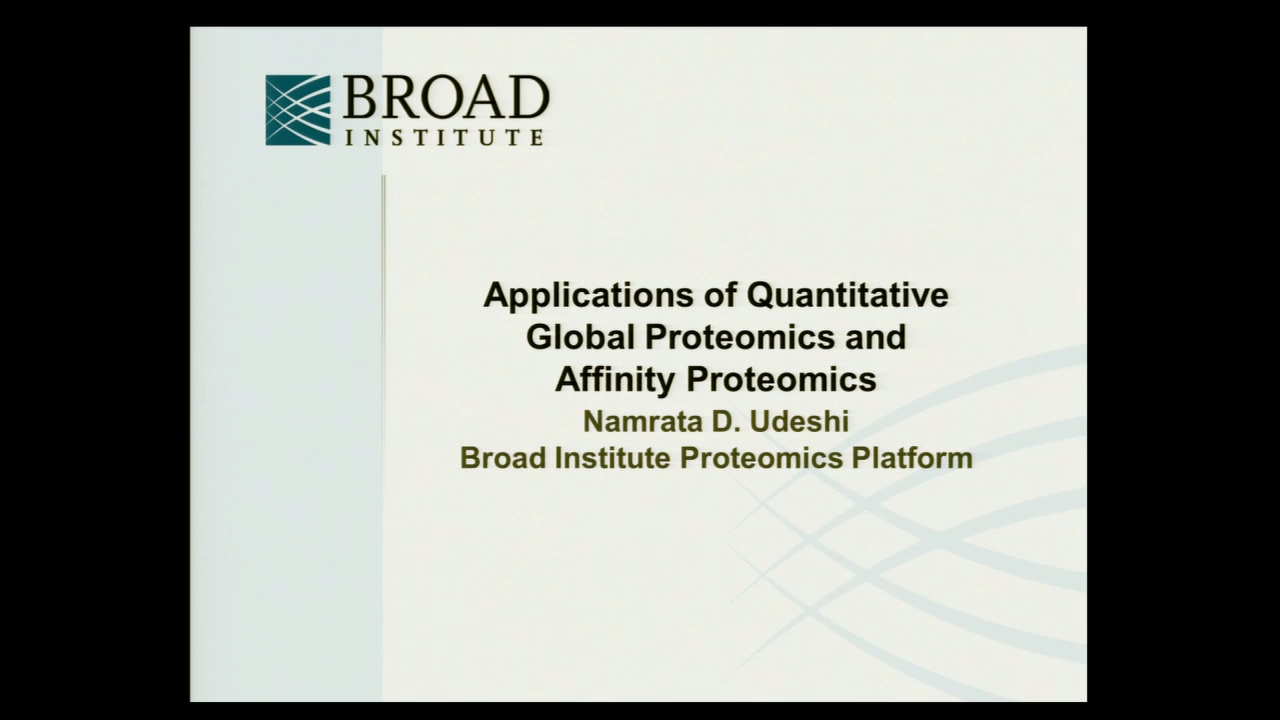 BROAD
INSTITUTE
Applications of Quantitative
Global Proteomics and
Affinity Proteomics
Namrata D. Udeshi
Broad Institute Proteomics Platform